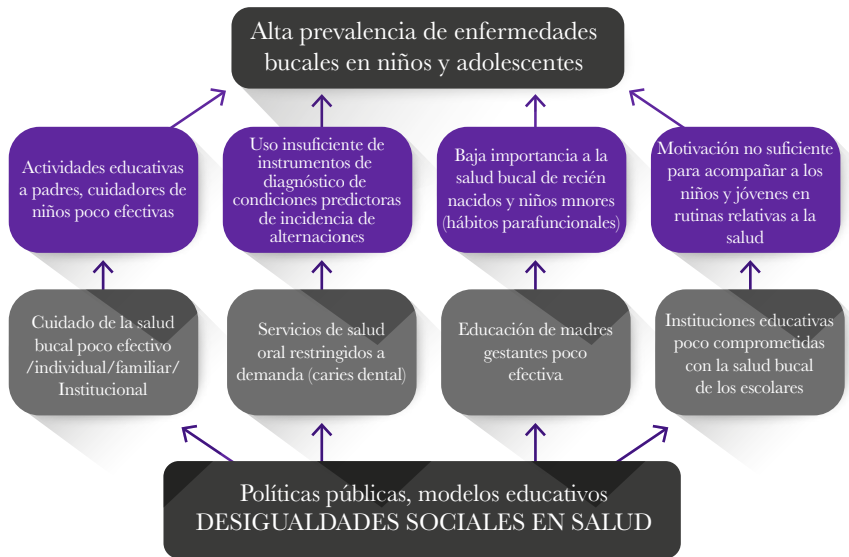 Alta prevalencia de enfermedades
bucales en niños y adolescentes
Actividades educativas
a padres, cuidadores de
niños poco efectivas
Uso insuficiente de
instrumentos de
diagnóstico de
condiciones predictoras
de incidencia de
alternaciones
Baja importancia a la
salud bucal de recién
nacidos y niños mnores
(hábitos parafuncionales)
Motivación no suficiente
para acompañar a los
niños y jóvenes en
rutinas relativas a la
salud
Cuidado de la salud
bucal poco efectivo
/individual/familiar/
Institucional
Servicios de salud
oral restringidos a
demanda (caries dental)
Educación de madres
gestantes poco
efectiva
Instituciones educativas
poco comprometidas
con la salud bucal
de los escolares
Políticas públicas, modelos educativos
DESIGUALDADES SOCIALES EN SALUD